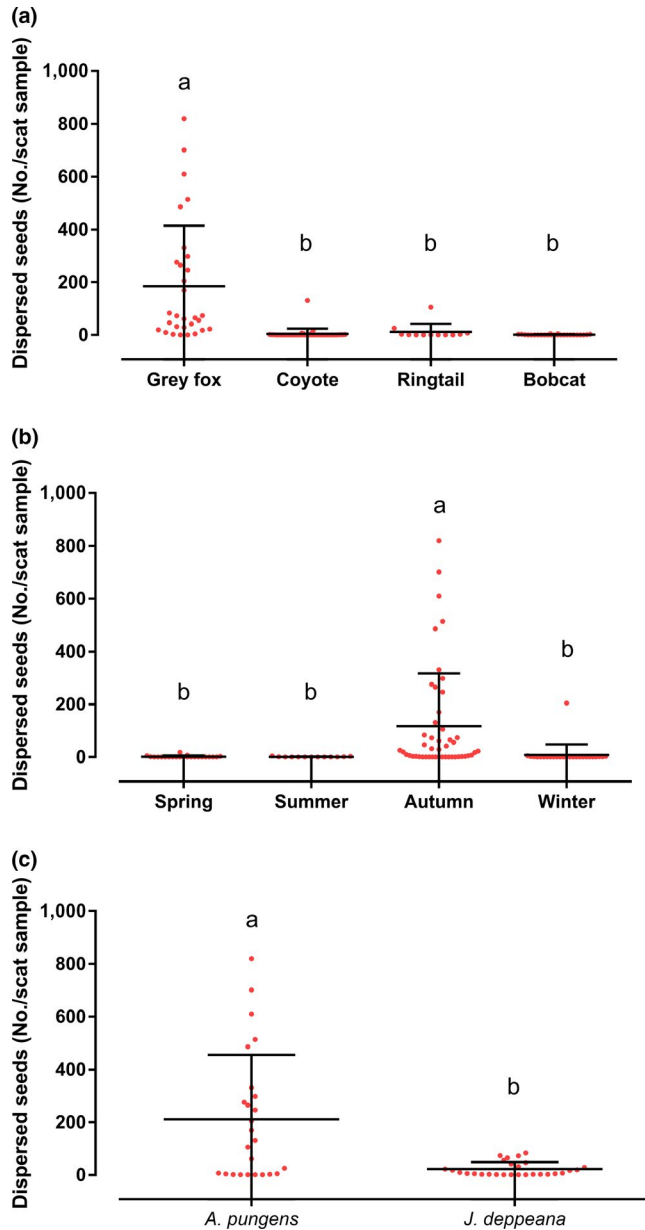 (a)
Dispersed seeds (No./scat sample)
1,000
800
600
400
200
0
a
b
b
b
Grey fox
Coyote
Ringtail
Bobcat
(b)
Dispersed seeds (No./scat sample)
1,000
800
600
400
200
0
b
b
a
b
Spring
Summer
Autumn
Winter
(c)
Dispersed seeds (No./scat sample)
1,000
800
600
400
200
0
a
b
A. pungens
J. deppeana